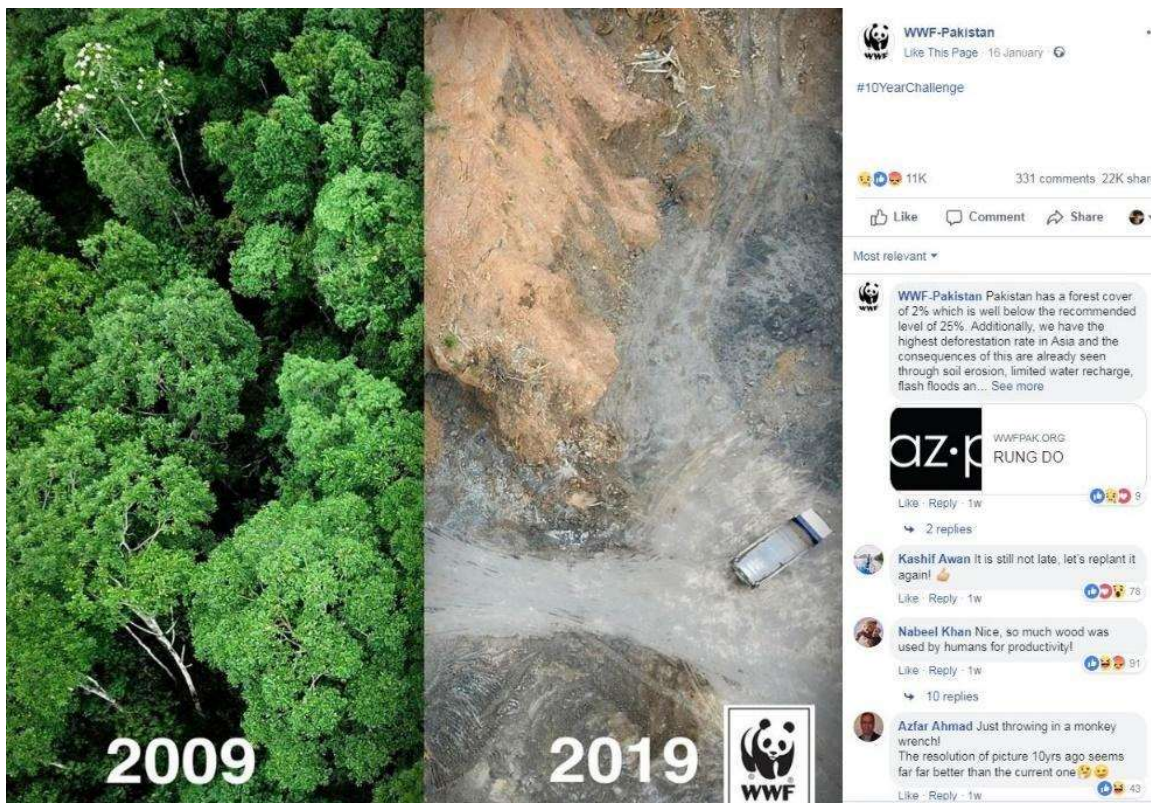 2009
2019
WWF
WWF-Pakistan
Like This Page · 16 January ·
#10YearChallenge
11K
331 comments 22K shar
Like Comment Share
Most relevant
WWF
WWF-Pakistan Pakistan has a forest cover
of 2% which is well below the recommended
level of 25%. Additionally, we have the
highest deforestation rate in Asia and the
consequences of this are already seen
through soil erosion, limited water recharge,
flash floods an... See more
az·p
WWFPAK.ORG
RUNG DO
Like · Reply · 1w
9
2 replies
Kashif Awan It is still not late, let's replant it
again!
Like · Reply · 1w
78
Nabeel Khan Nice, so much wood was
used by humans for productivity!
Like · Reply · 1w
91
10 replies
Azfar Ahmad Just throwing in a monkey
wrench!
The resolution of picture 10yrs ago seems
far far better than the current one
Like · Reply · 1w
43